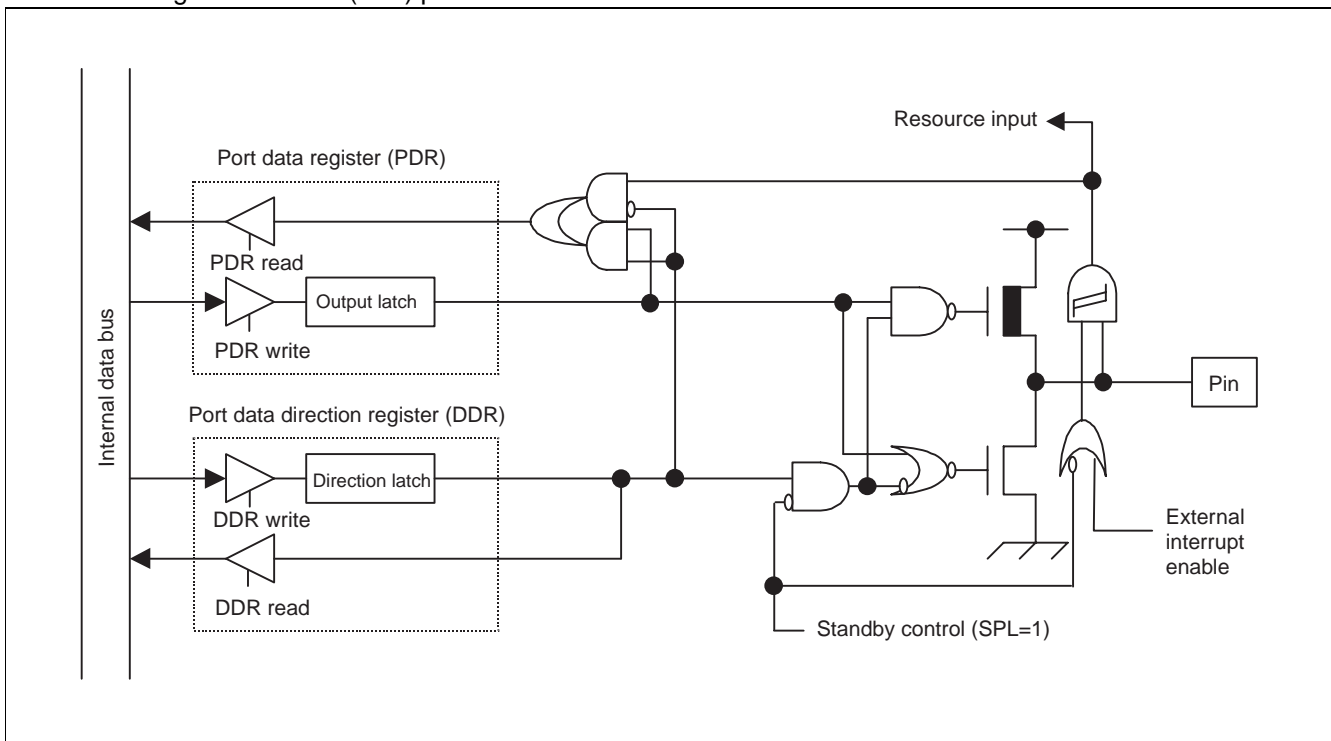 Resource input
Port data register (PDR)
PDR read
Output latch
PDR write
Internal data bus
Pin
Port data direction register (DDR)
Direction latch
DDR write
External
interrupt
enable
DDR read
Standby control (SPL=1)